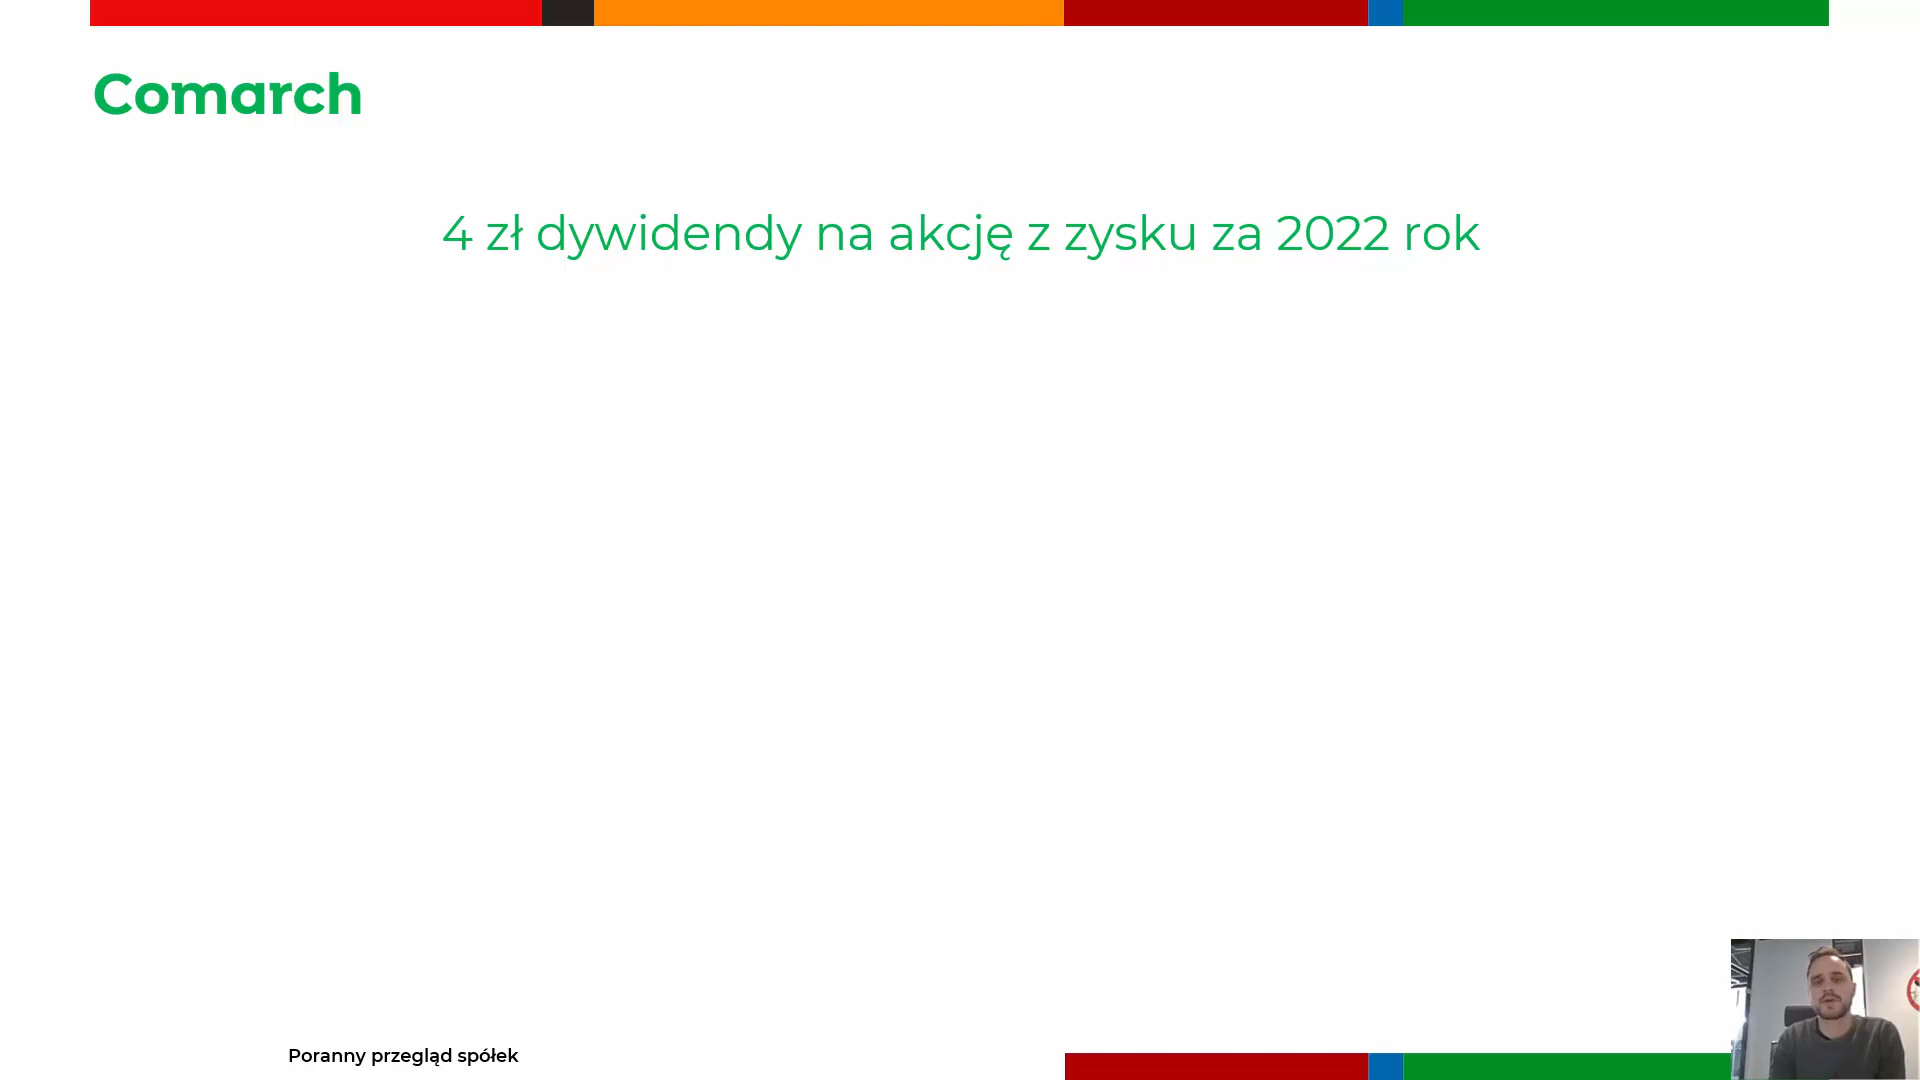 Comarch
4 zł dywidendy na akcję z zysku za 2022 rok
Poranny przegląd spółek